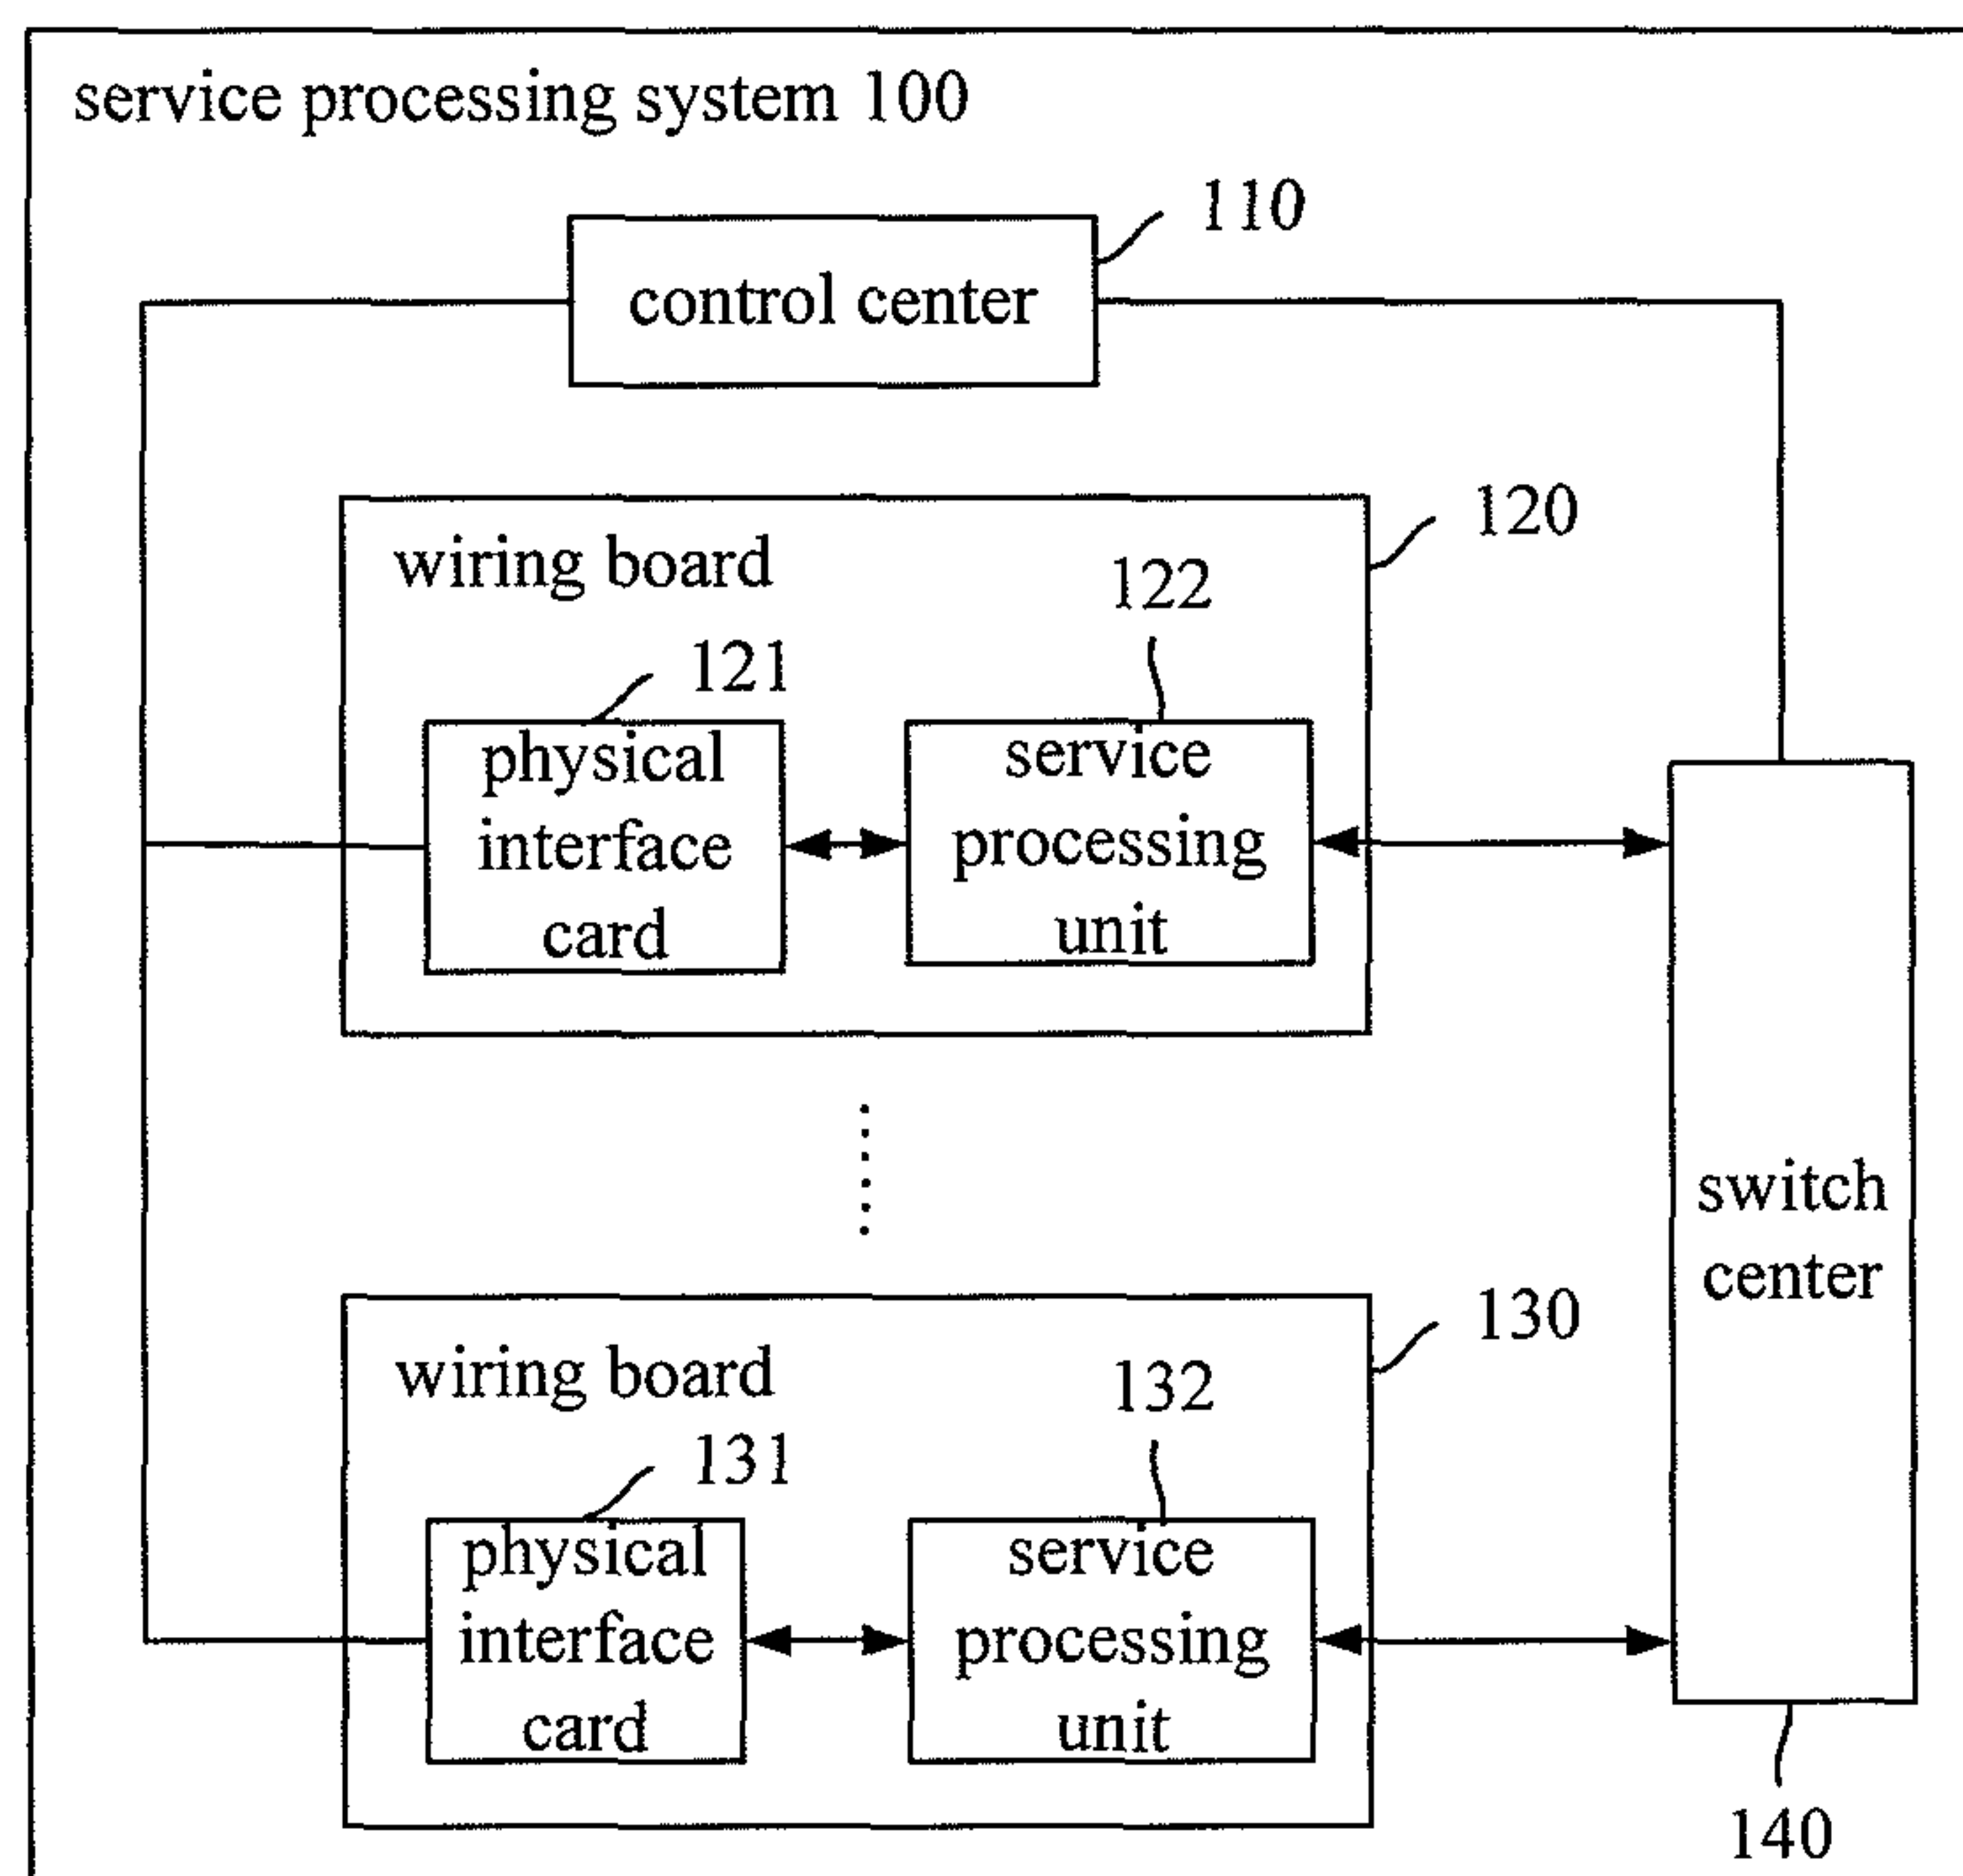 service processing system 100
110
control center
120
wiring board
122
121
physical
interface
card
service
processing
unit
switch
center
130
wiring board
132
131
physical
interface
card
service
processing
unit
140